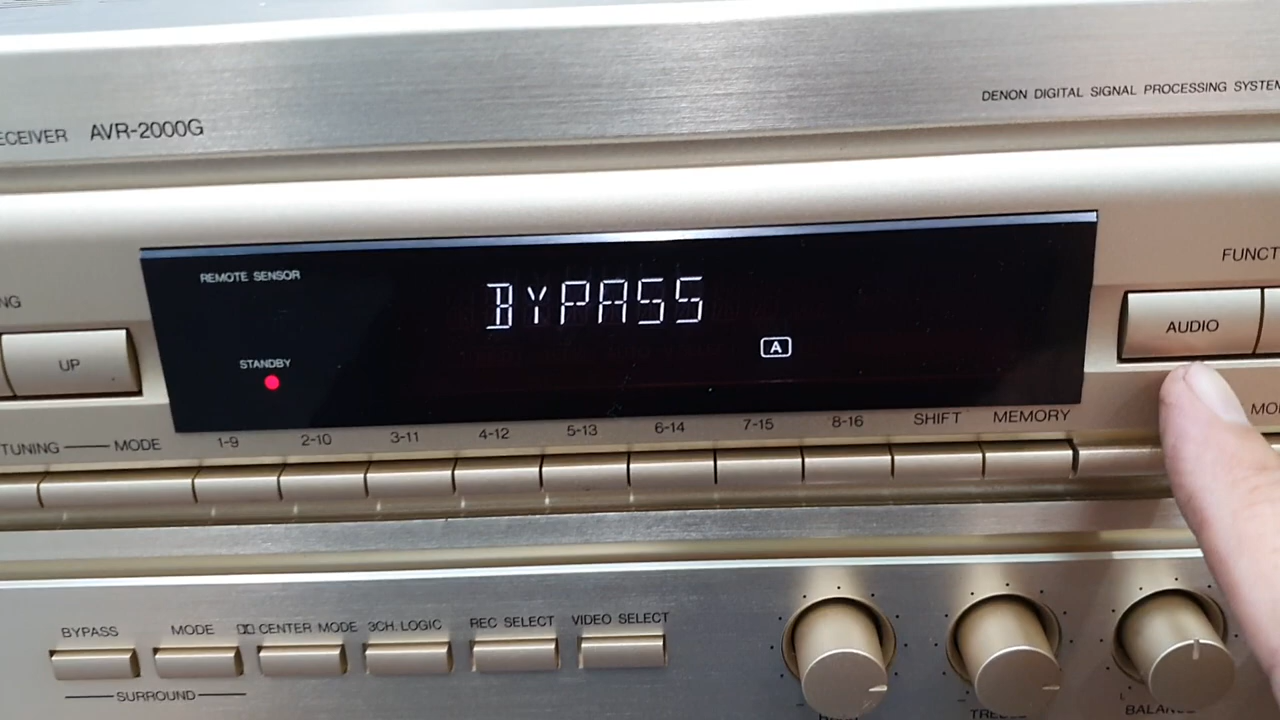 DENON DIGITAL SIGNAL PROCESSING SYSTEM
ECEIVER AVR-2000G
REMOTE SENSOR
BYPASS
FUNCT
NG
UP
STANDBY
A
AUDIO
TUNING MODE 1-9 2-10 3-11 4-12 5-13 6-14 7-15 8-16 SHIFT MEMORY
BYPASS MODE CENTER MODE 3CH. LOGIC REC SELECT VIDEO SELECT
SURROUND
BALANCE